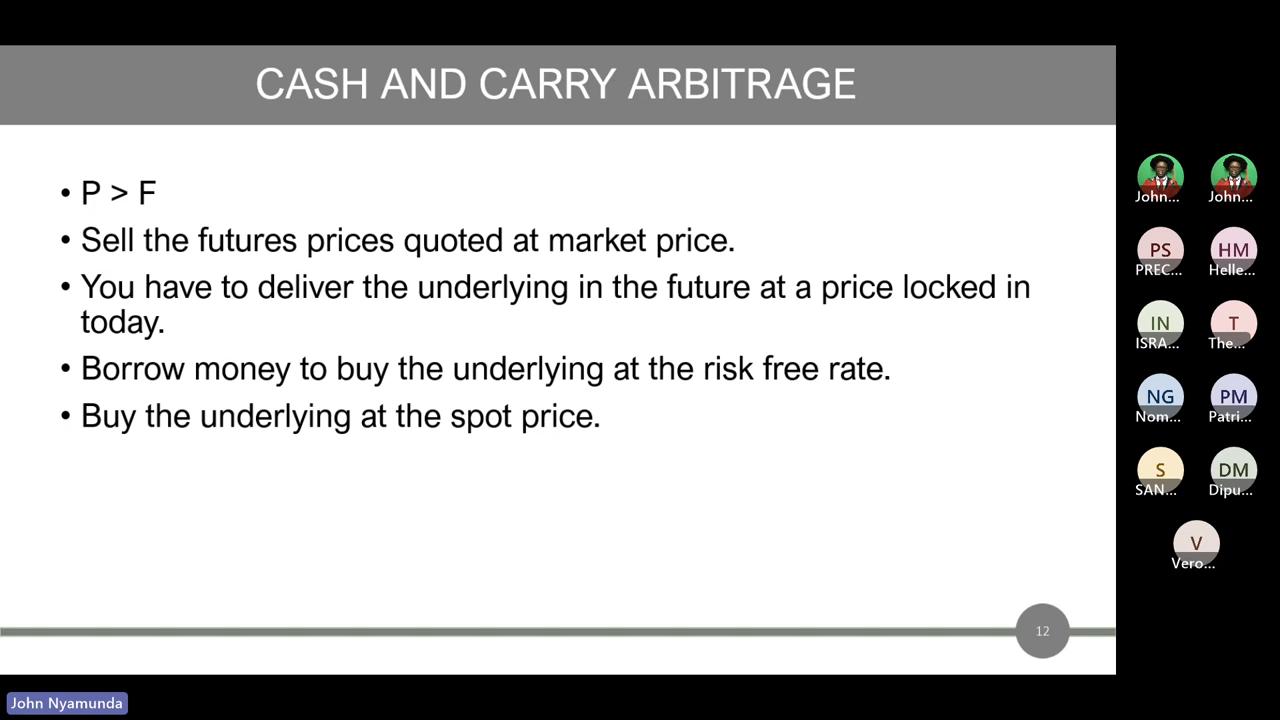 CASH AND CARRY ARBITRAGE
• P > F
• Sell the futures prices quoted at market price.
• You have to deliver the underlying in the future at a price locked in
today.
• Borrow money to buy the underlying at the risk free rate.
• Buy the underlying at the spot price.
12
John...
John...
PS
PREC...
HM
Helle...
IN
ISRA...
T
The...
NG
Nom...
PM
Patri...
S
SAN...
DM
Dipu...
V
Vero...
John Nyamunda